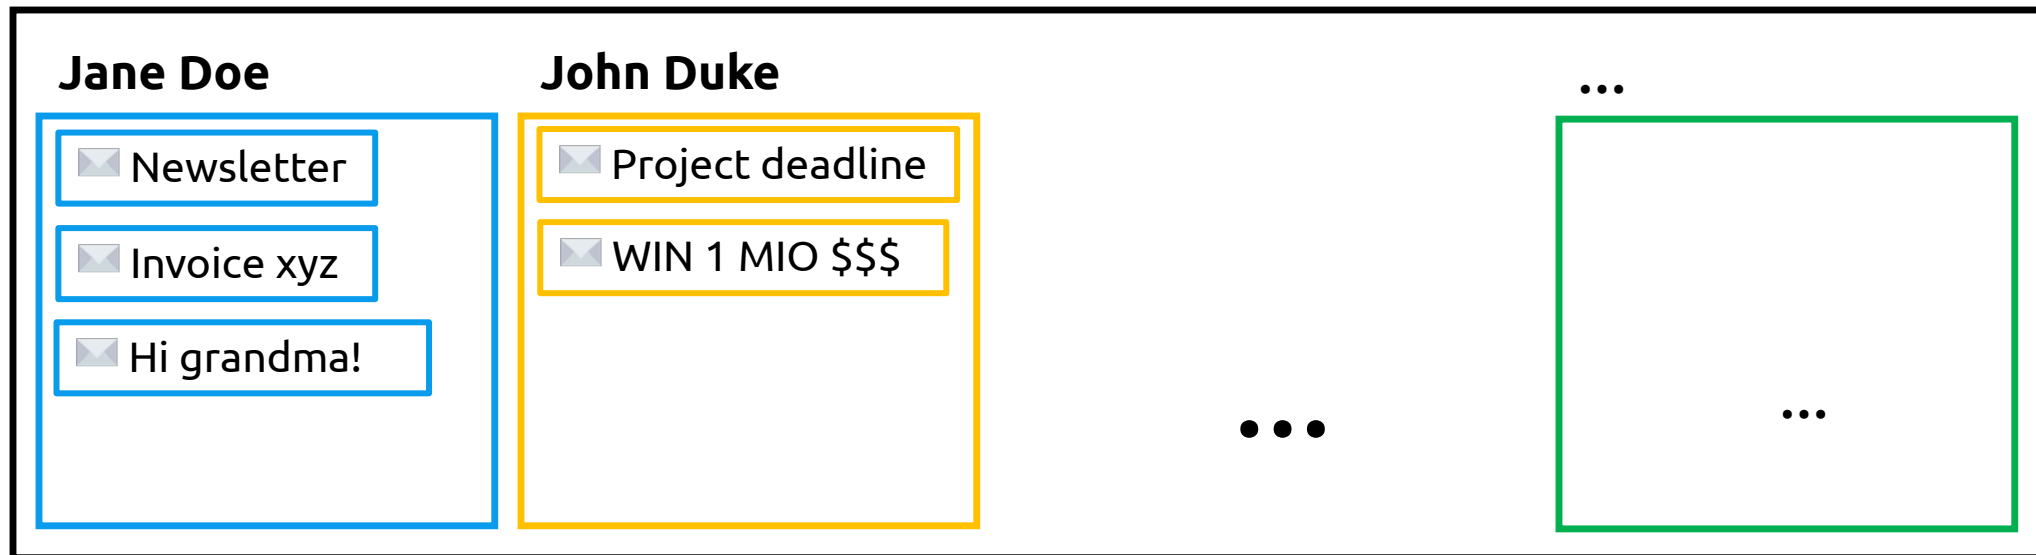 Jane Doe
Newsletter
Invoice xyz
Hi grandma!
John Duke
Project deadline
WIN 1 MIO $$$
...
...
...